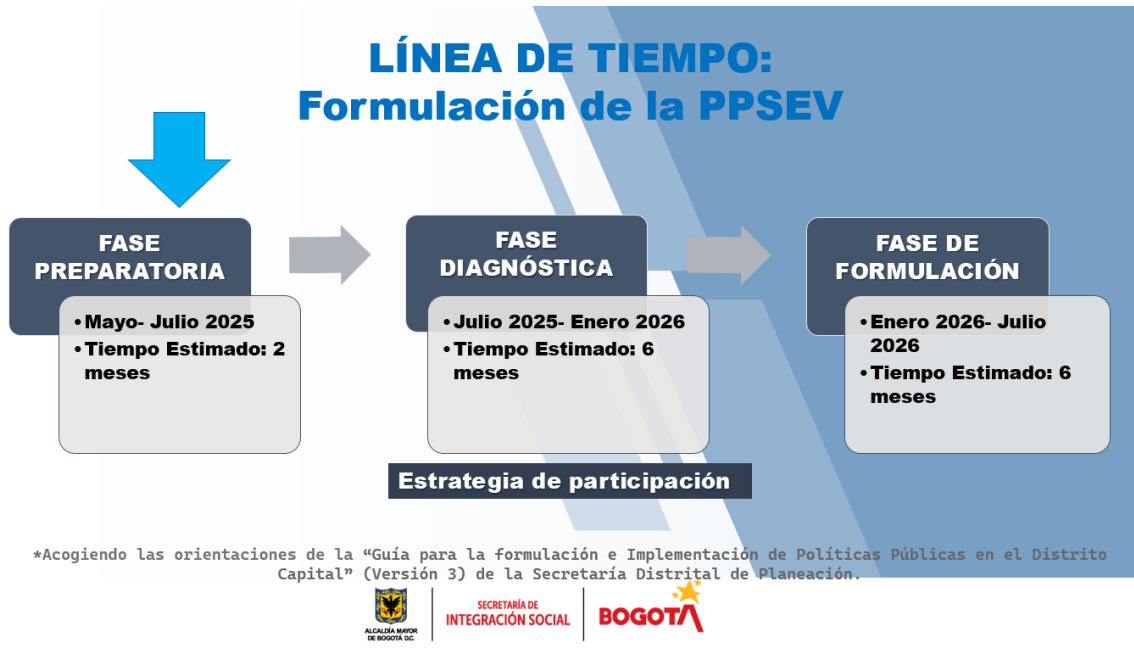 LÍNEA DE TIEMPO:
Formulación de la PPSEV
FASE
PREPARATORIA
•Mayo- Julio 2025
•Tiempo Estimado: 2
meses
FASE
DIAGNÓSTICA
•Julio 2025- Enero 2026
•Tiempo Estimado: 6
meses
FASE DE
FORMULACIÓN
•Enero 2026- Julio
2026
•Tiempo Estimado: 6
meses
Estrategia de participación
*Acogiendo las orientaciones de la “Guía para la formulación e Implementación de Políticas Públicas en el Distrito
Capital” (Versión 3) de la Secretaría Distrital de Planeación.
ALCALDÍA MAYOR
DE BOGOTÁ D.C.
SECRETARÍA DE
INTEGRACIÓN SOCIAL
BOGOTÁ